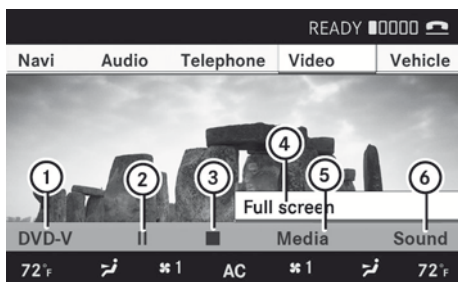 READY
Navi Audio Telephone Video Vehicle
1 2 3 4 5 6
Full screen
DVD-V II ■ Media Sound
72°F 1 AC 1 72°F